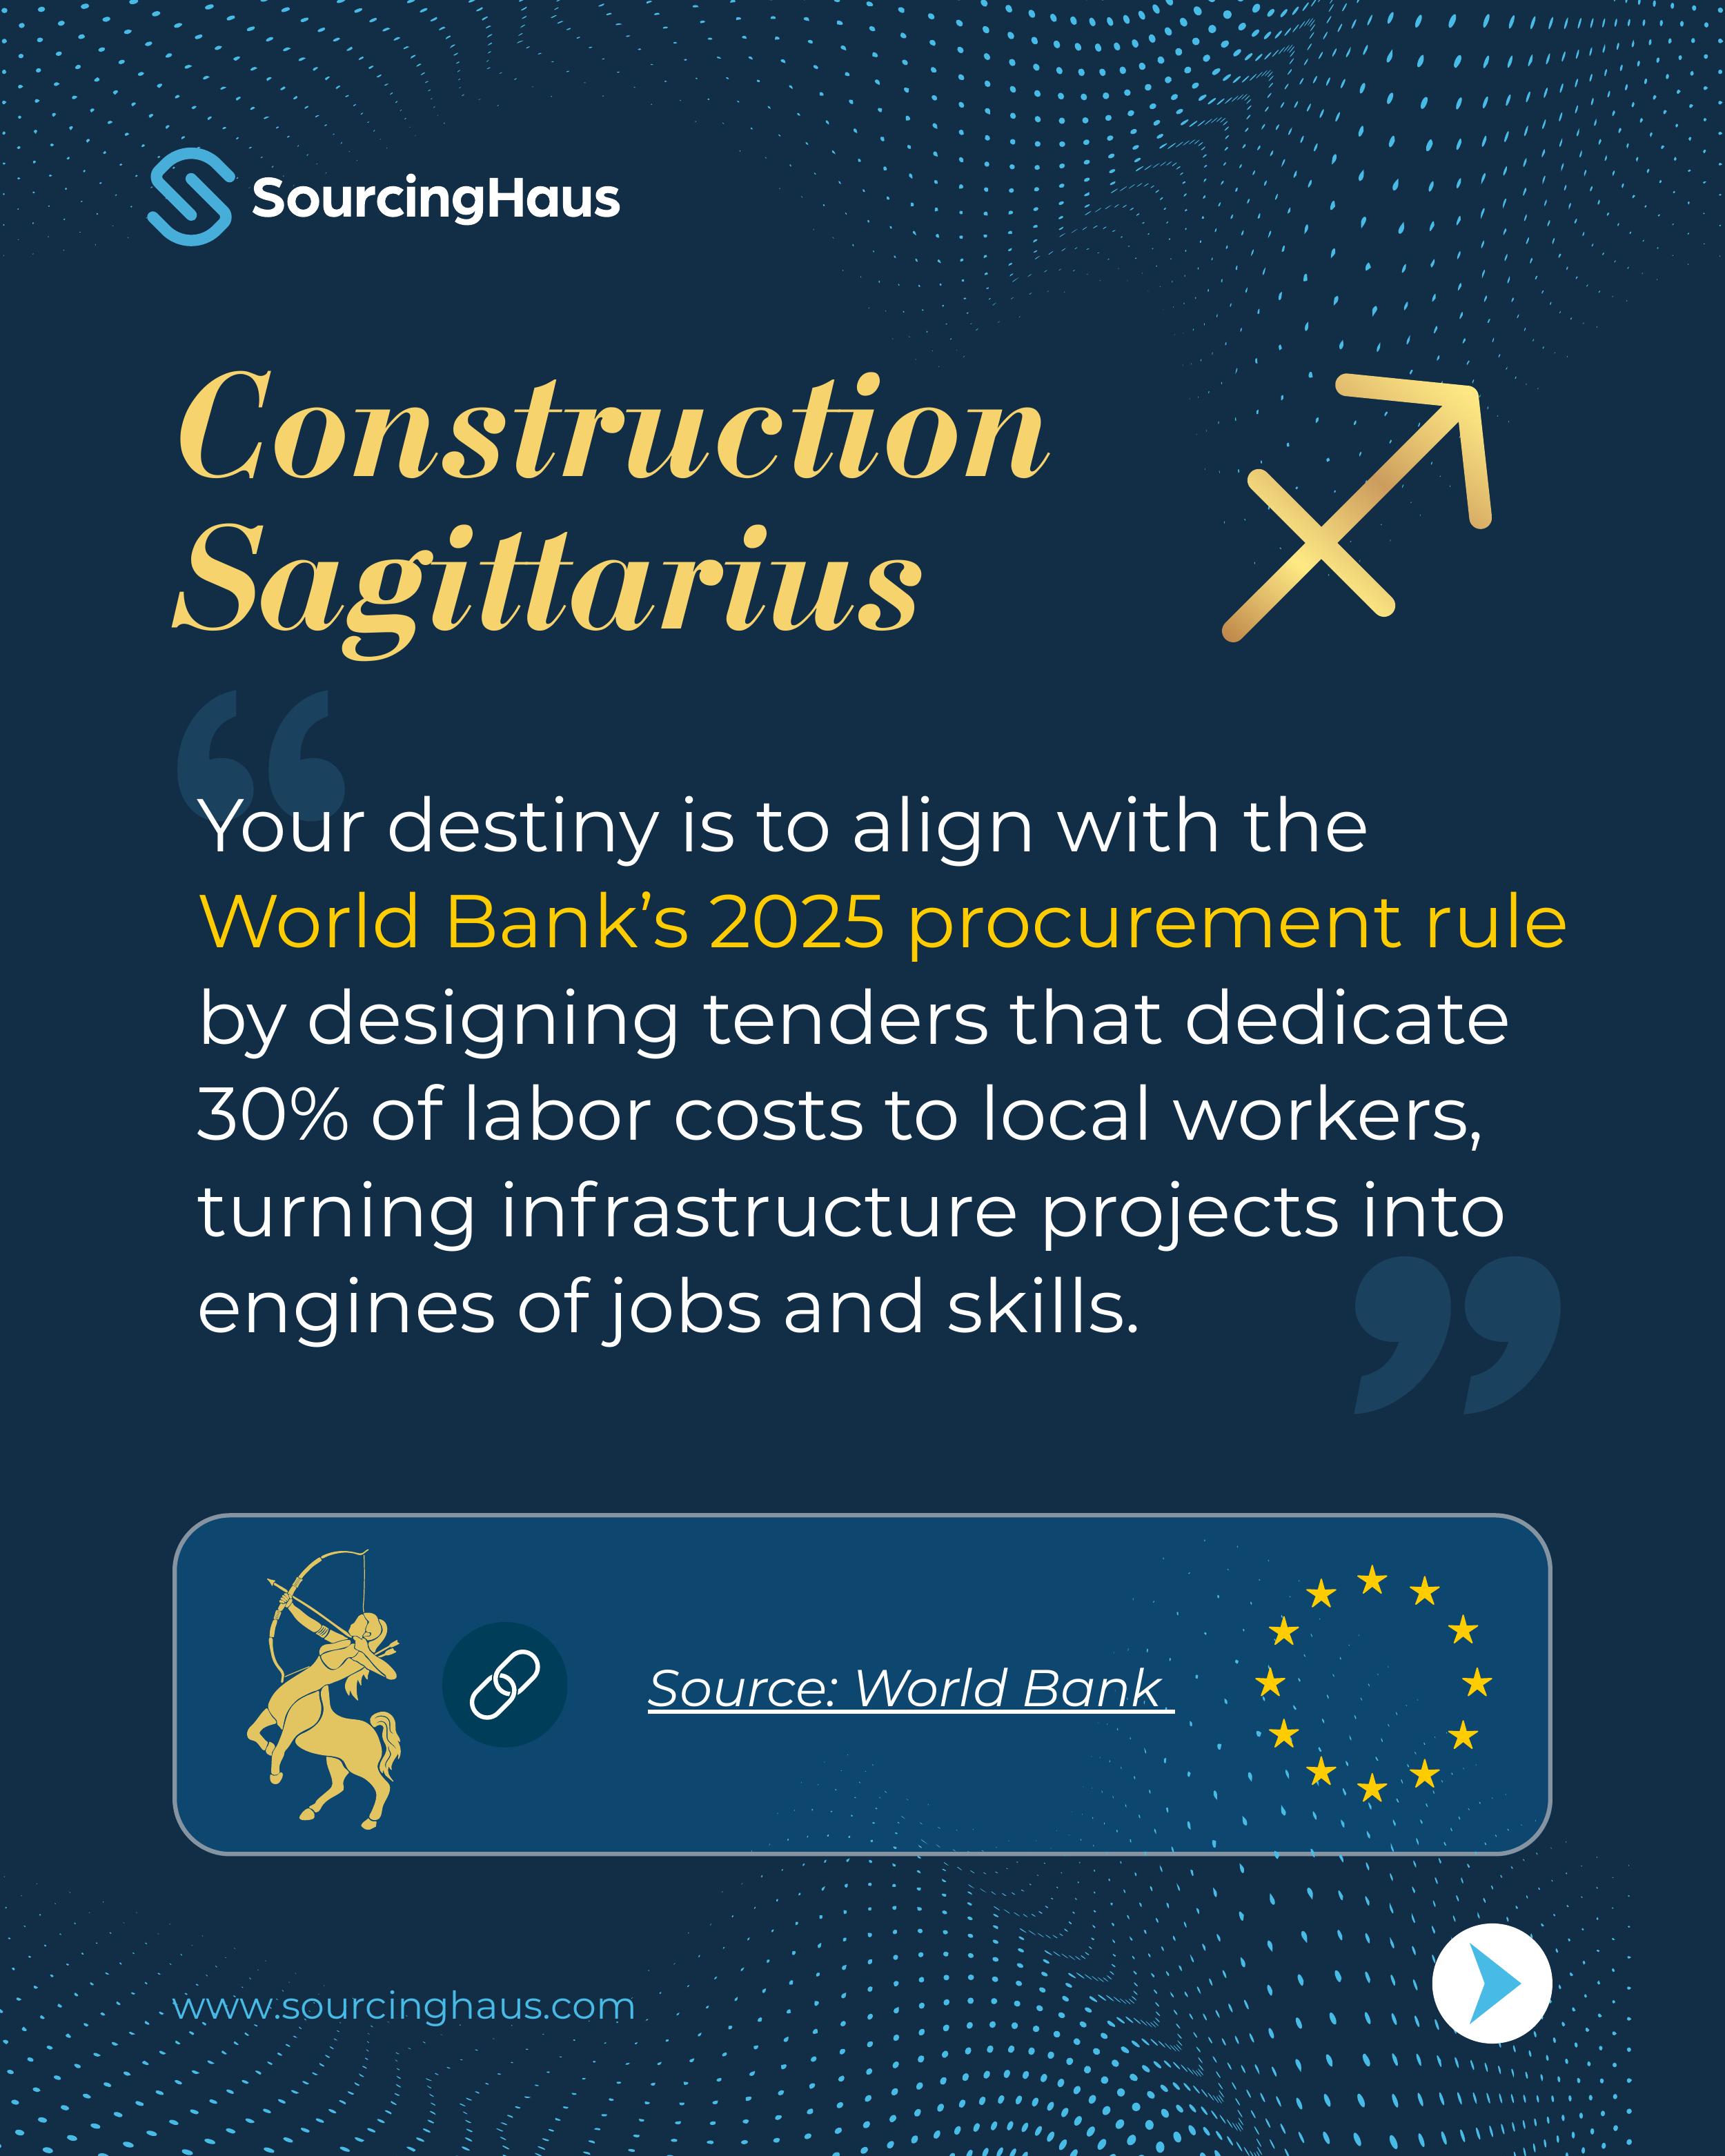 SourcingHaus
Construction
Sagittarius
“
Your destiny is to align with the
World Bank’s 2025 procurement rule
by designing tenders that dedicate
30% of labor costs to local workers,
turning infrastructure projects into
engines of jobs and skills.
”
Source: World Bank
www.sourcinghaus.com